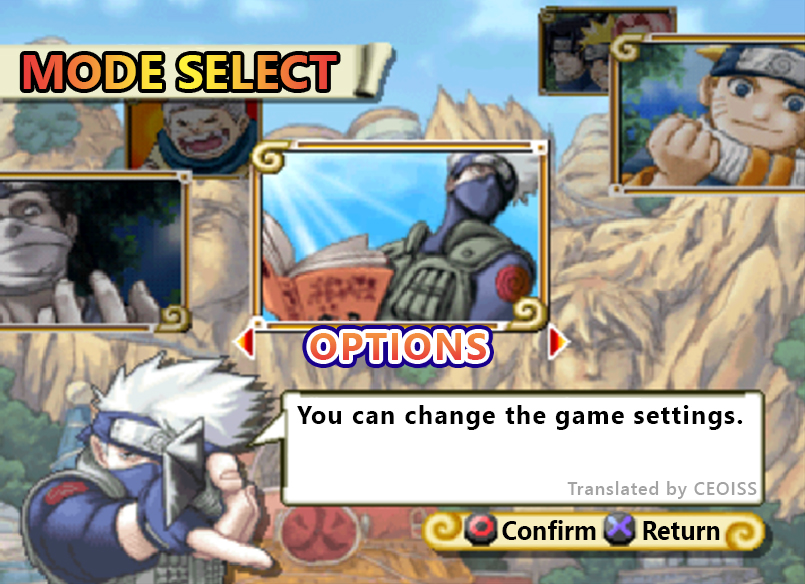 MODE SELECT
OPTIONS
You can change the game settings.
Translated by CEOISS
Confirm Return